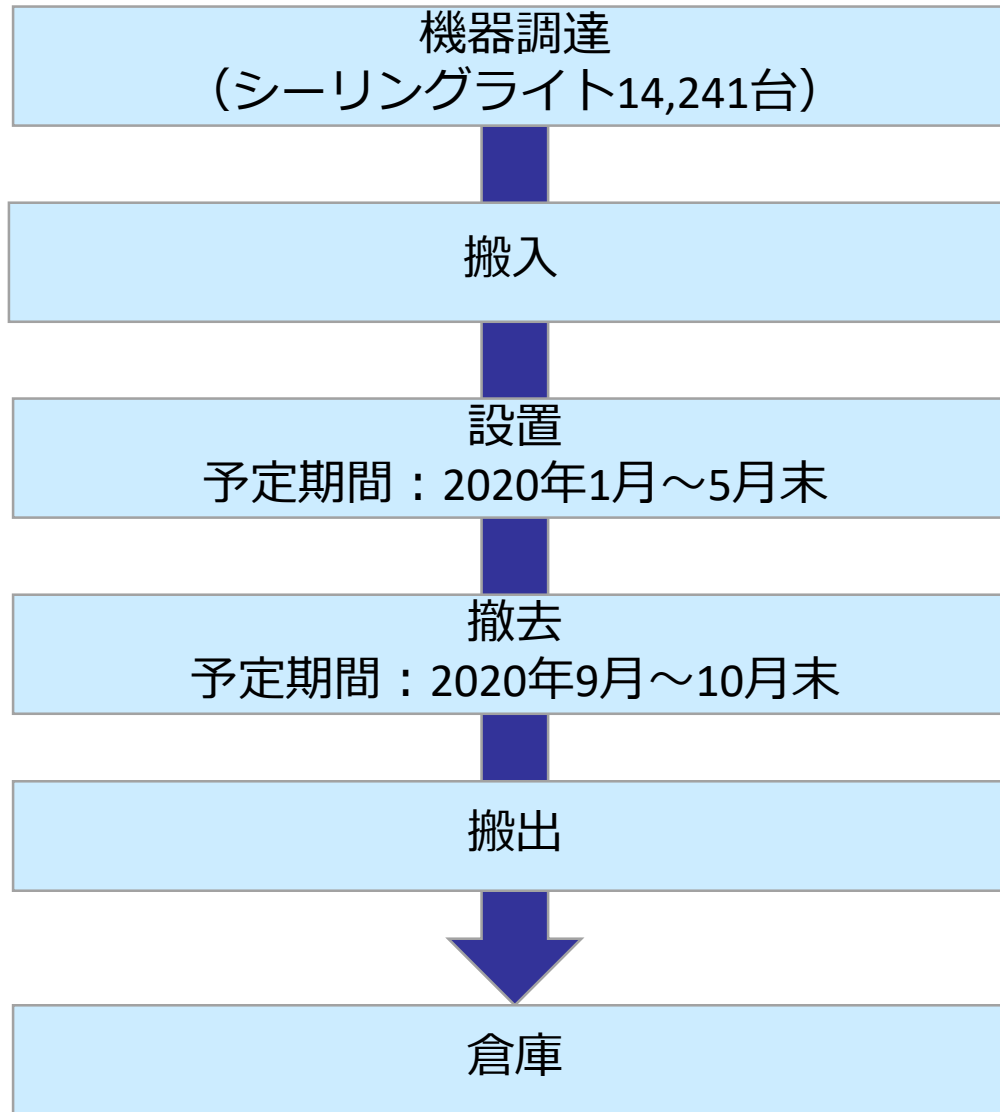 機器調達
（シーリングライト14,241台）
搬入
設置
予定期間：2020年1月～5月末
撤去
予定期間：2020年9月～10月末
搬出
倉庫